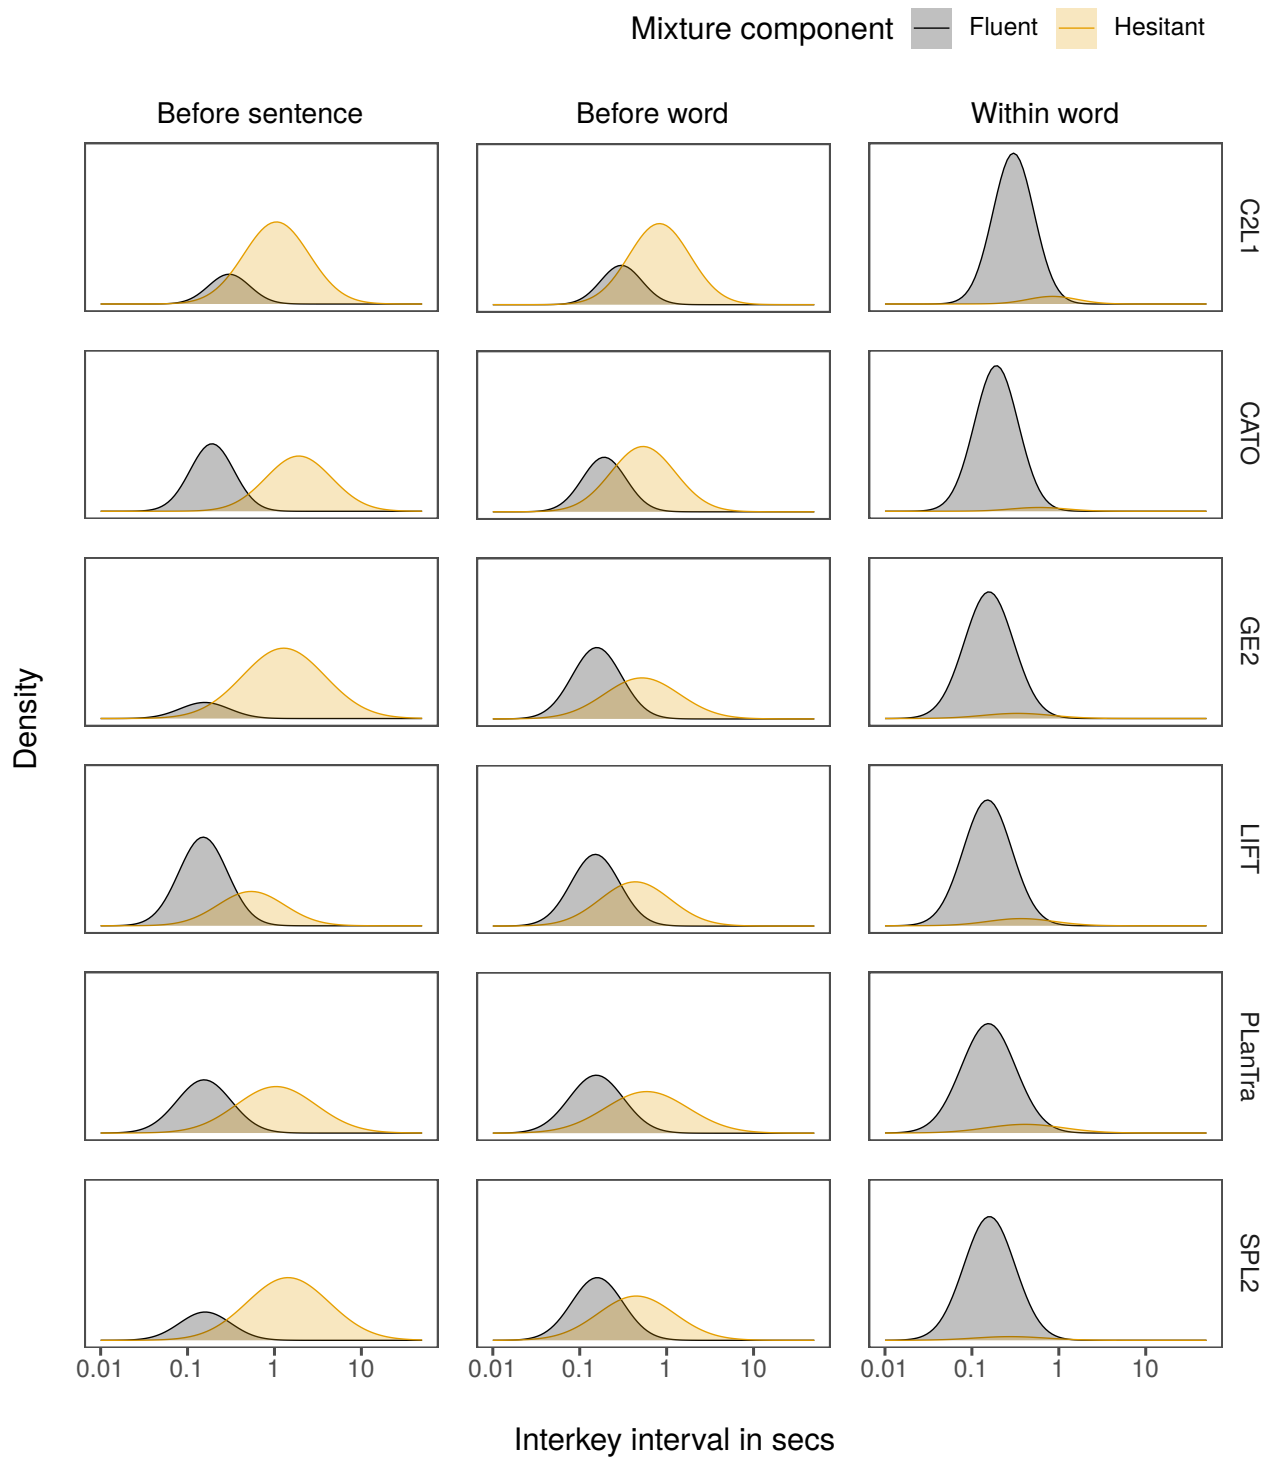 Mixture component Fluent Hesitant
Before sentence Before word Within word
C2L1
CATO
GE2
LIFT
PLanTra
SPL2
Density
0.01 0.1 1 10 0.01 0.1 1 10 0.01 0.1 1 10
Interkey interval in secs